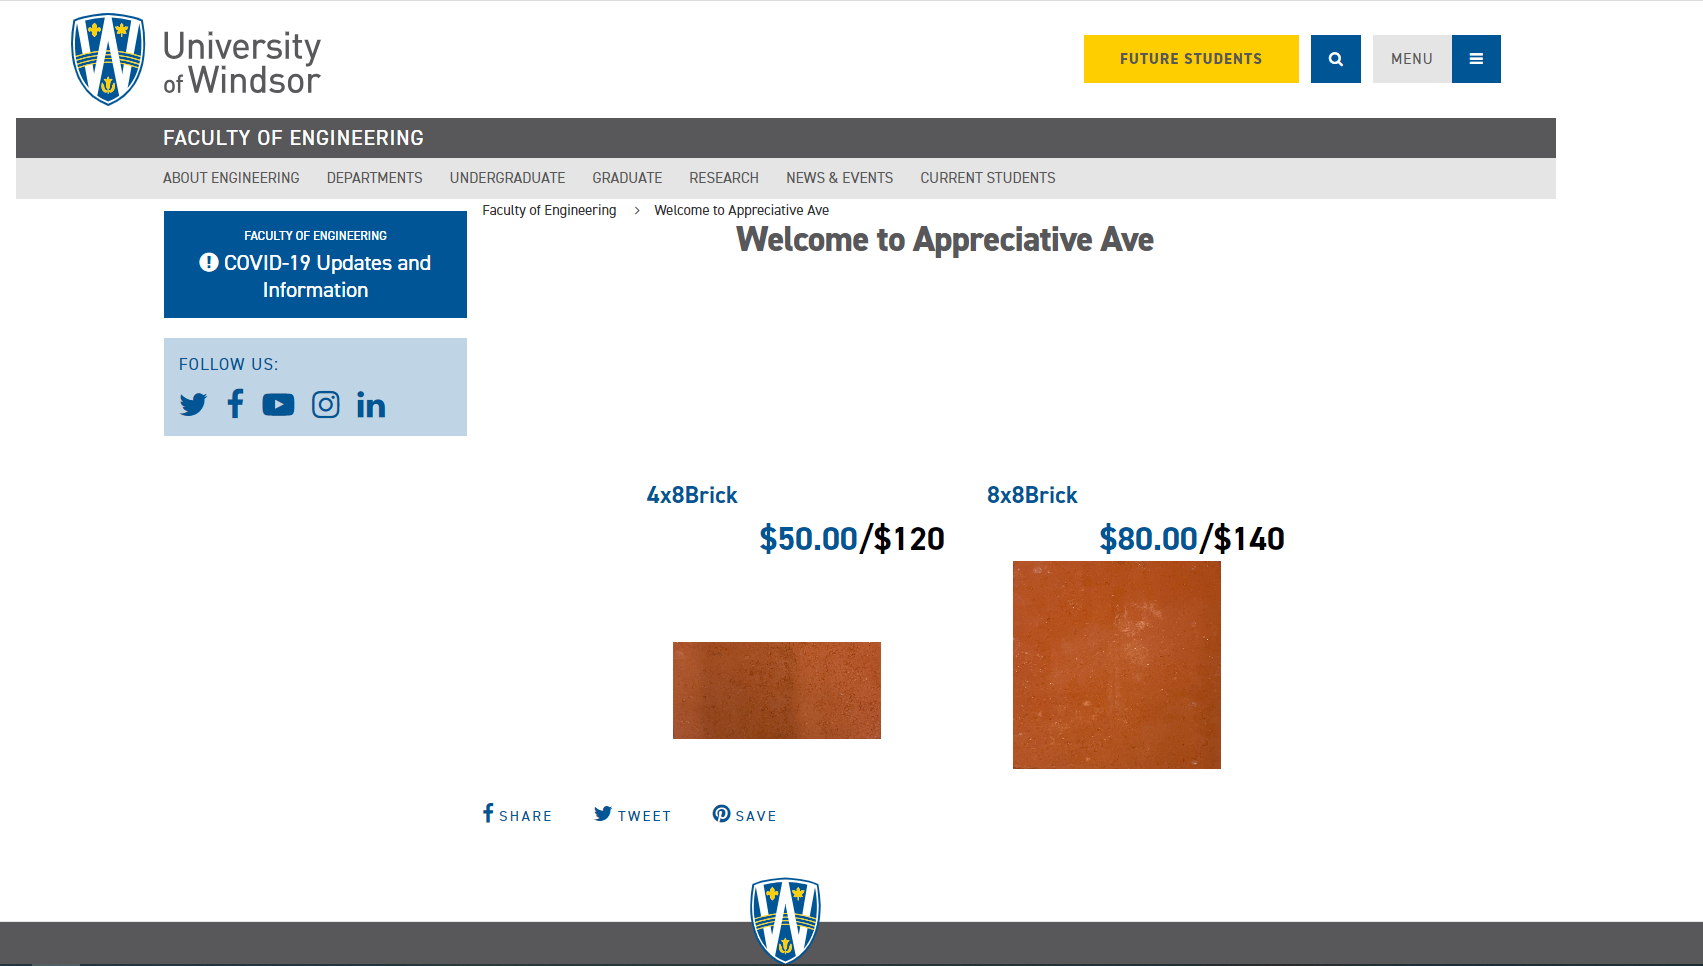 University
of Windsor
FUTURE STUDENTS
MENU
FACULTY OF ENGINEERING
ABOUT ENGINEERING DEPARTMENTS UNDERGRADUATE GRADUATE RESEARCH NEWS & EVENTS CURRENT STUDENTS
Faculty of Engineering > Welcome to Appreciative Ave
Welcome to Appreciative Ave
FACULTY OF ENGINEERING
COVID-19 Updates and
Information
FOLLOW US:
4x8Brick
$50.00/$120
8x8Brick
$80.00/$140
SHARE TWEET SAVE